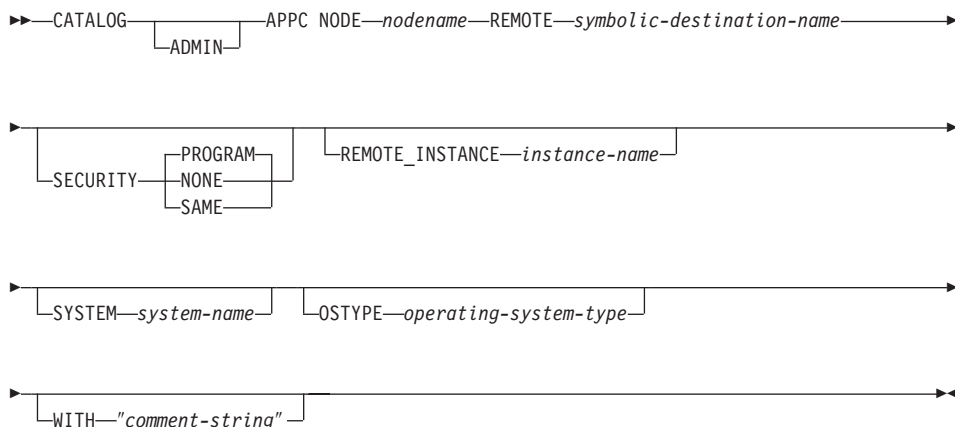 CATALOG ADMIN APPC NODE nodename REMOTE symbolic-destination-name
SECURITY PROGRAM NONE SAME REMOTE_INSTANCE instance-name
SYSTEM system-name OSTYPE operating-system-type
WITH "comment-string"